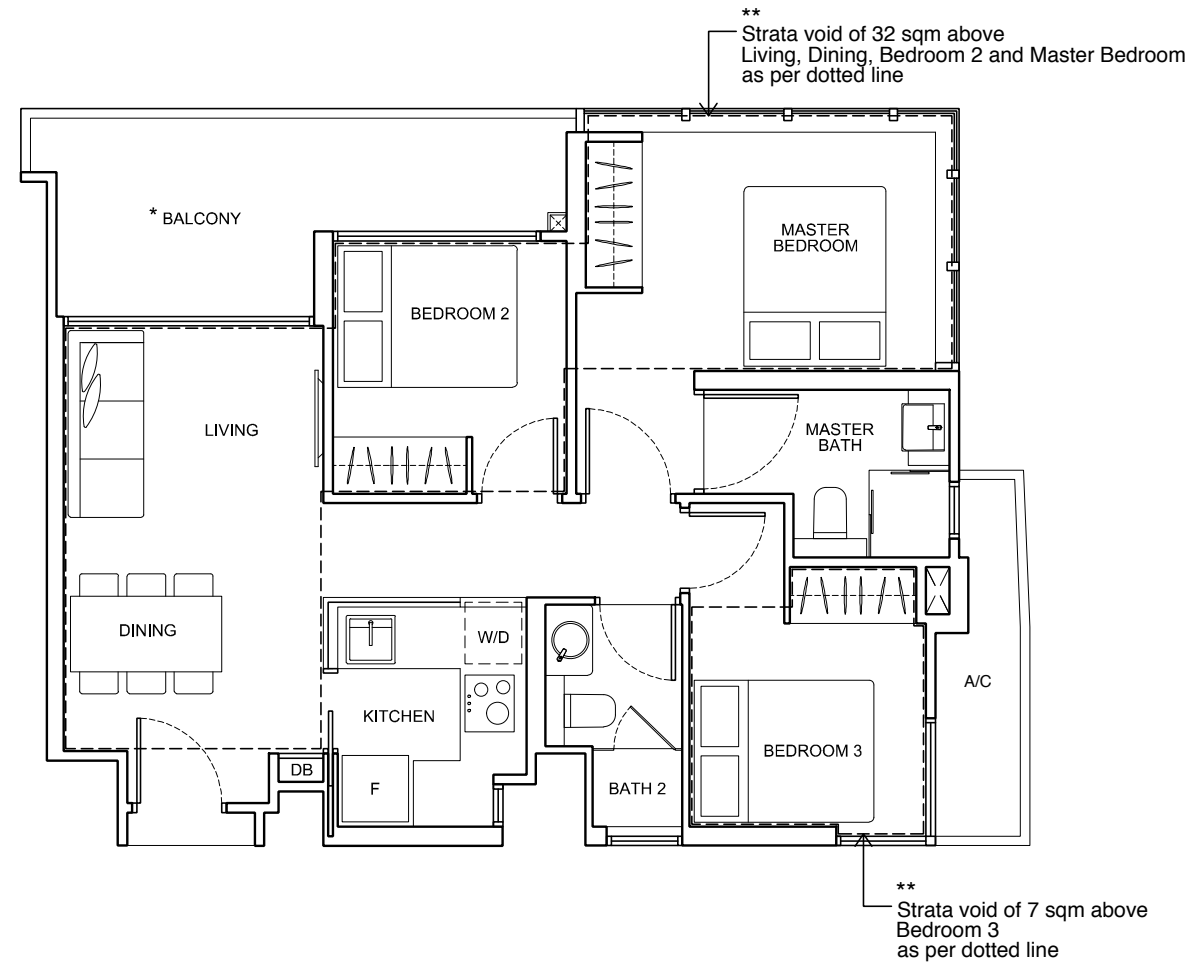 **
Strata void of 32 sqm above
Living, Dining, Bedroom 2 and Master Bedroom
as per dotted line
* BALCONY
MASTER
BEDROOM
BEDROOM 2
LIVING
MASTER
BATH
DINING
W/D
KITCHEN
A/C
BEDROOM 3
DB
F
BATH 2
**
Strata void of 7 sqm above
Bedroom 3
as per dotted line